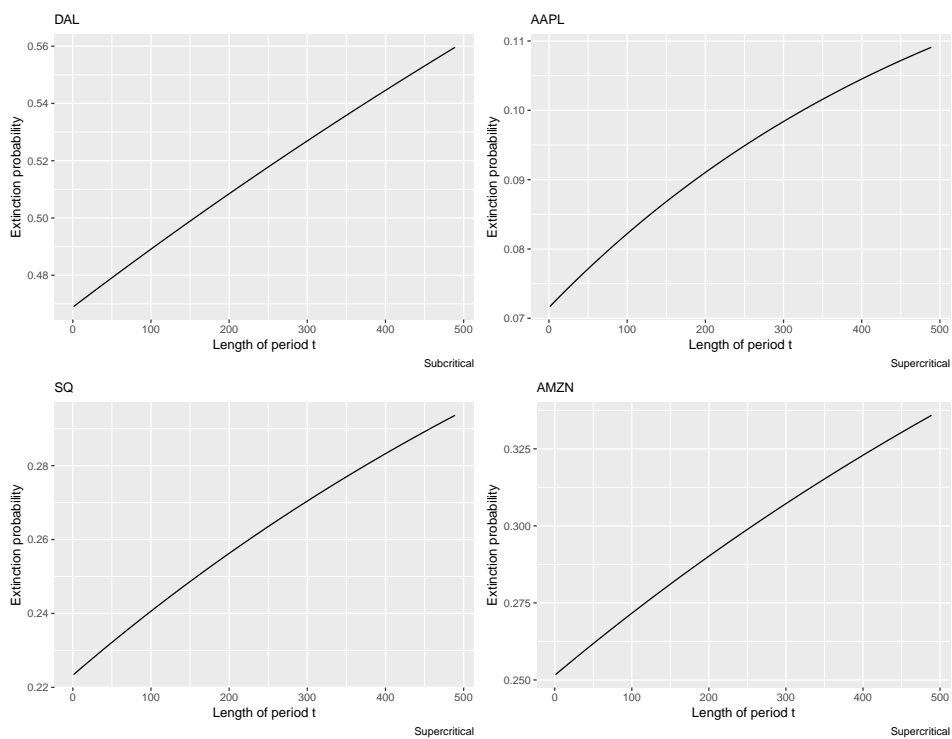 DAL
0.56
0.54
0.52
0.50
0.48
Extinction probability
0 100 200 300 400 500
Length of period t
Subcritical
AAPL
0.11
0.10
0.09
0.08
0.07
Extinction probability
0 100 200 300 400 500
Length of period t
Supercritical
SQ
0.28
0.26
0.24
0.22
Extinction probability
0 100 200 300 400 500
Length of period t
Supercritical
AMZN
0.325
0.300
0.275
0.250
Extinction probability
0 100 200 300 400 500
Length of period t
Supercritical